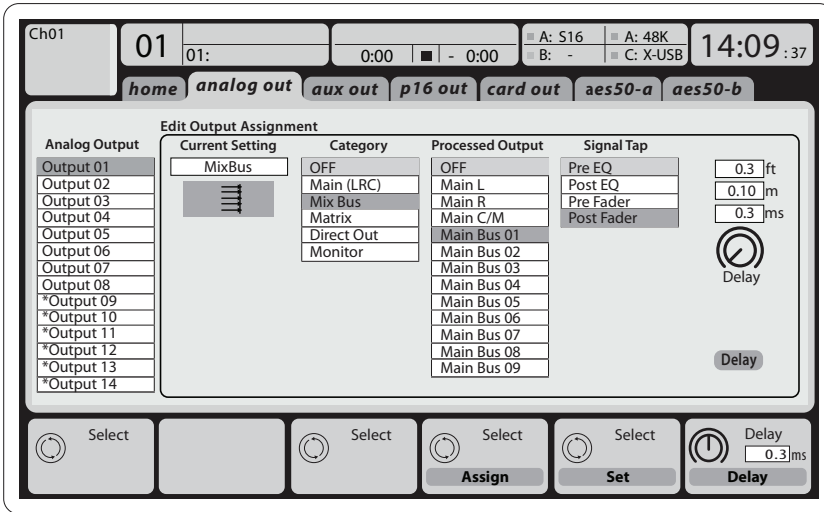 Ch01
01
01:
0:00 - 0:00
A: S16
B: -
A: 48K
C: X-USB
14:09 :37
home
analog out
aux out
p16 out
card out
aes50-a
aes50-b
Edit Output Assignment
Analog Output
Current Setting
Category
Processed Output
Signal Tap
Output 01
Output 02
Output 03
Output 04
Output 05
Output 06
Output 07
Output 08
*Output 09
*Output 10
*Output 11
*Output 12
*Output 13
*Output 14
MixBus
OFF
Main (LRC)
Mix Bus
Matrix
Direct Out
Monitor
OFF
Main L
Main R
Main C/M
Main Bus 01
Main Bus 02
Main Bus 03
Main Bus 04
Main Bus 05
Main Bus 06
Main Bus 07
Main Bus 08
Main Bus 09
Pre EQ
Post EQ
Pre Fader
Post Fader
0.3 ft
0.10 m
0.3 ms
Delay
Delay
Select
Select
Select
Assign
Select
Set
Delay
0.3 ms
Delay